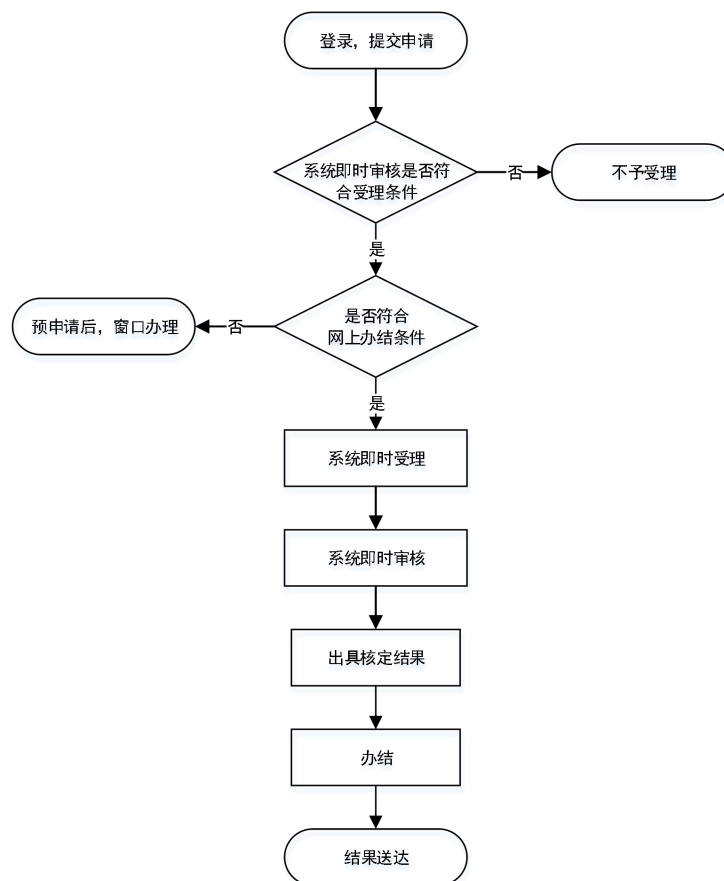 登录，提交申请
系统即时审核是否符
合受理条件
否
不予受理
是
是否符合
网上办结条件
否
预申请后，窗口办理
是
系统即时受理
系统即时审核
出具核定结果
办结
结果送达